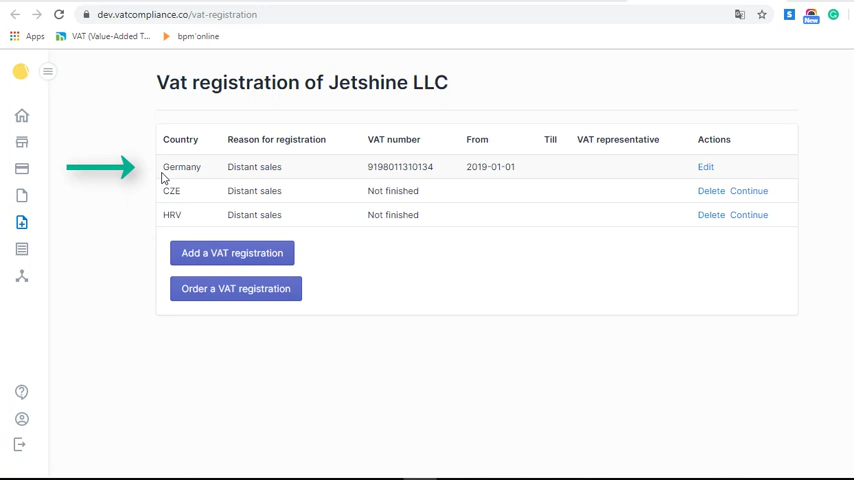 dev.vatcompliance.co/vat-registration
New
Apps VAT (Value-Added T... bpm'online
Vat registration of Jetshine LLC
Country Reason for registration VAT number From Till VAT representative Actions
Germany Distant sales 9198011310134 2019-01-01 Edit
CZE Distant sales Not finished Delete Continue
HRV Distant sales Not finished Delete Continue
Add a VAT registration
Order a VAT registration